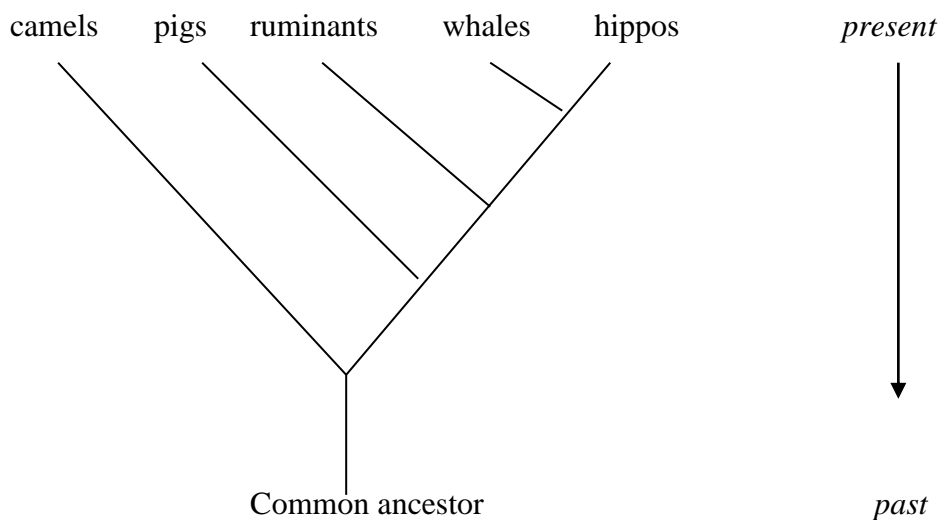 camels pigs ruminants whales hippos present
Common ancestor past